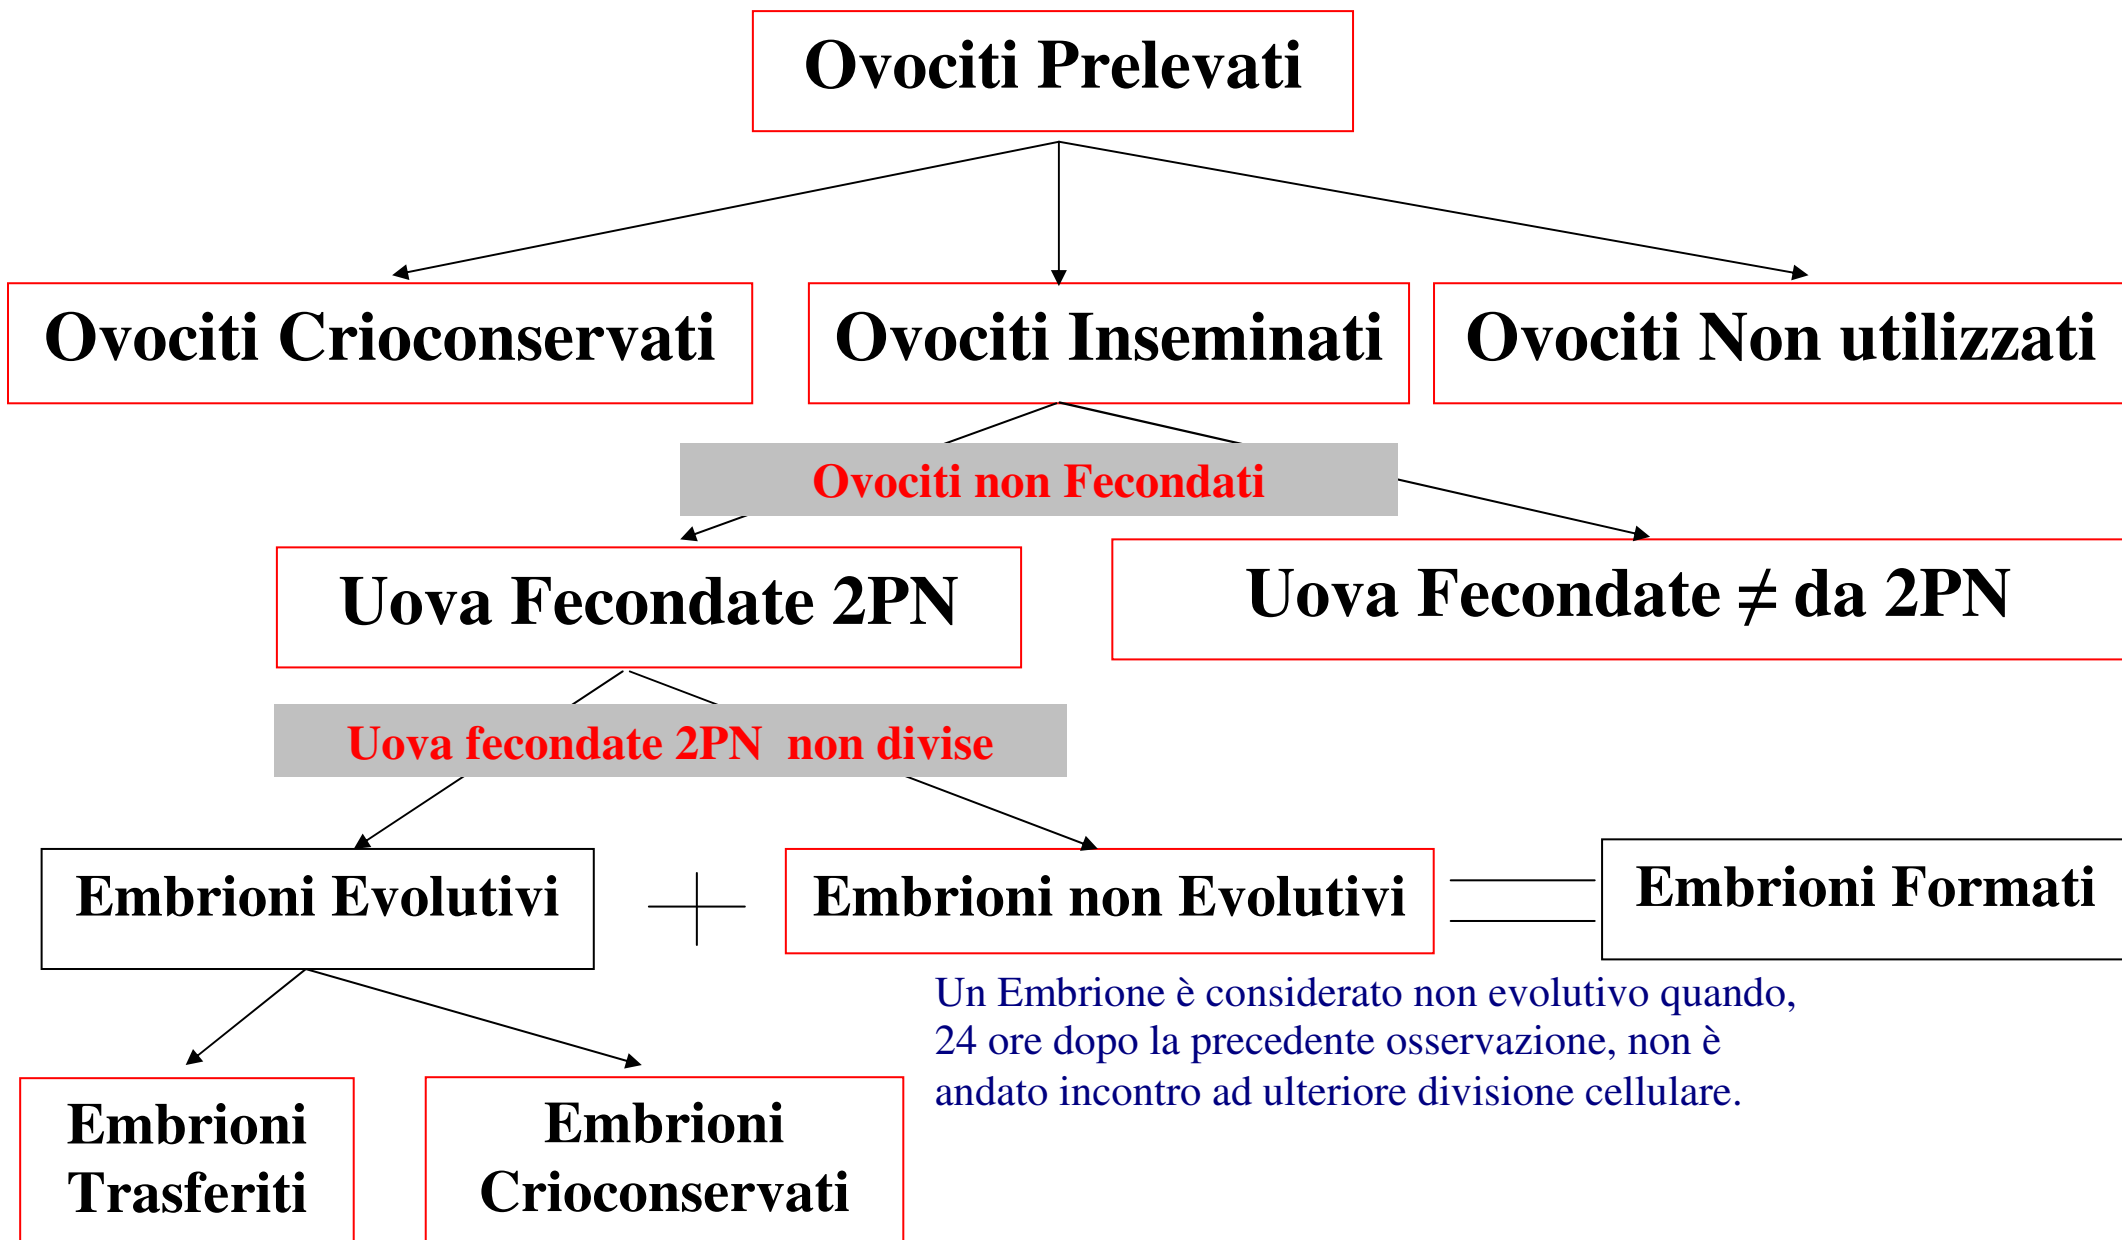 Ovociti Prelevati
Ovociti Crioconservati
Ovociti Inseminati
Ovociti Non utilizzati
Ovociti non Fecondati
Uova Fecondate 2PN
Uova Fecondate ≠ da 2PN
Uova fecondate 2PN non divise
Embrioni Evolutivi
Embrioni non Evolutivi
Embrioni Formati
Un Embrione è considerato non evolutivo quando,
24 ore dopo la precedente osservazione, non è
andato incontro ad ulteriore divisione cellulare.
Embrioni
Trasferiti
Embrioni
Crioconservati